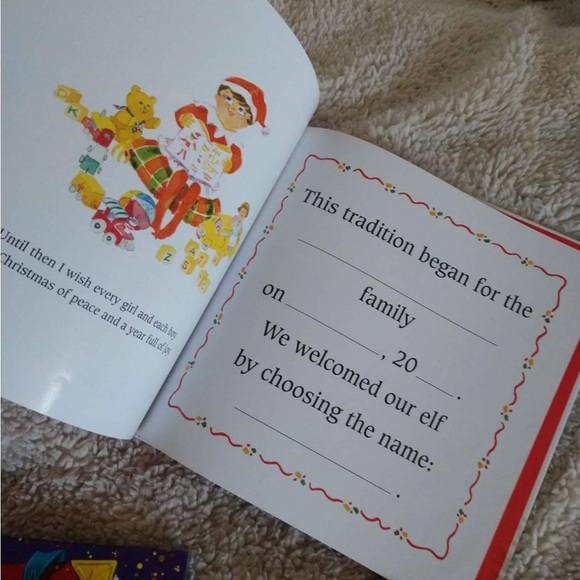 Until then I wish every girl and each boy
Christmas of peace and a year full of joy
This tradition began for the
family
on , 20 .
We welcomed our elf
by choosing the name:
.